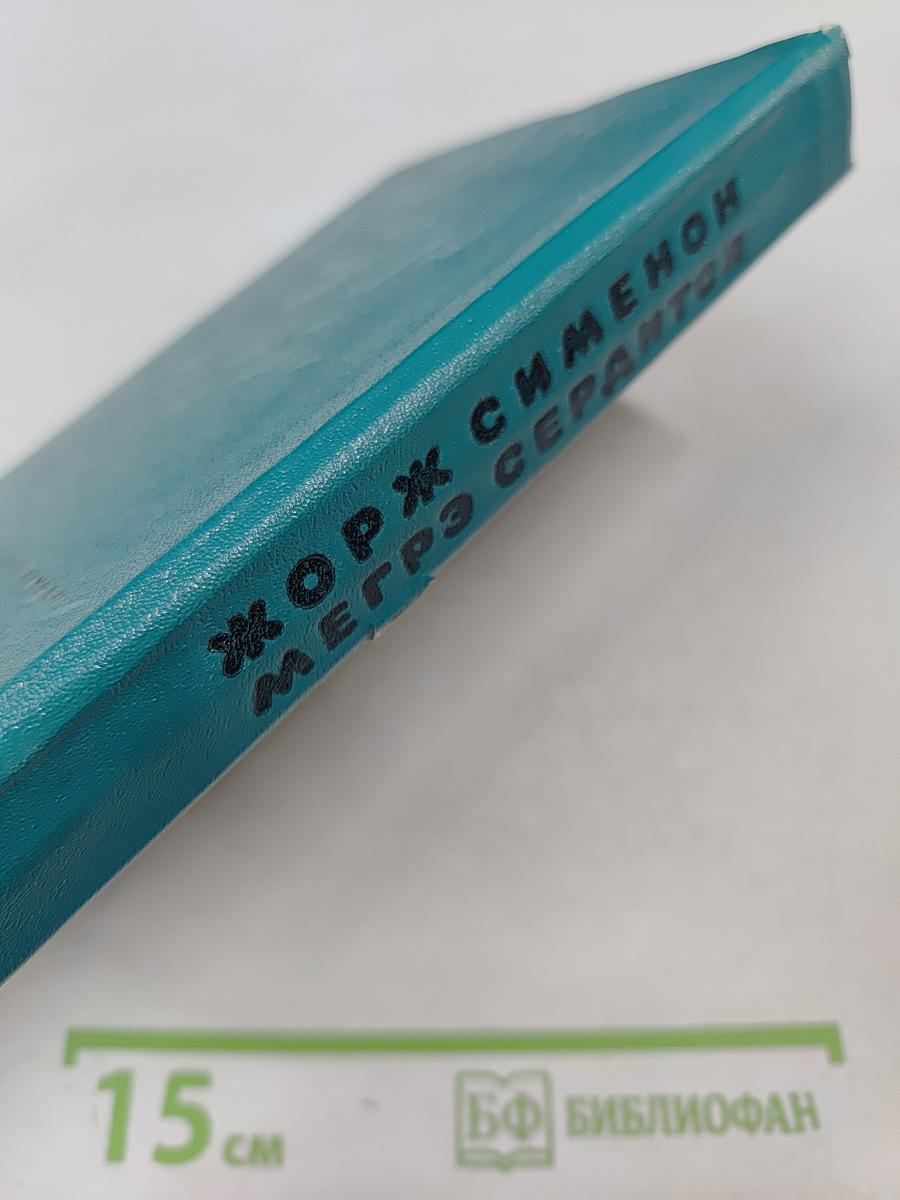 ЖОРЖ СИМЕНОН
МЕГРЭ СЕРДИТСЯ
15 см
БФ БИБЛИОФАН